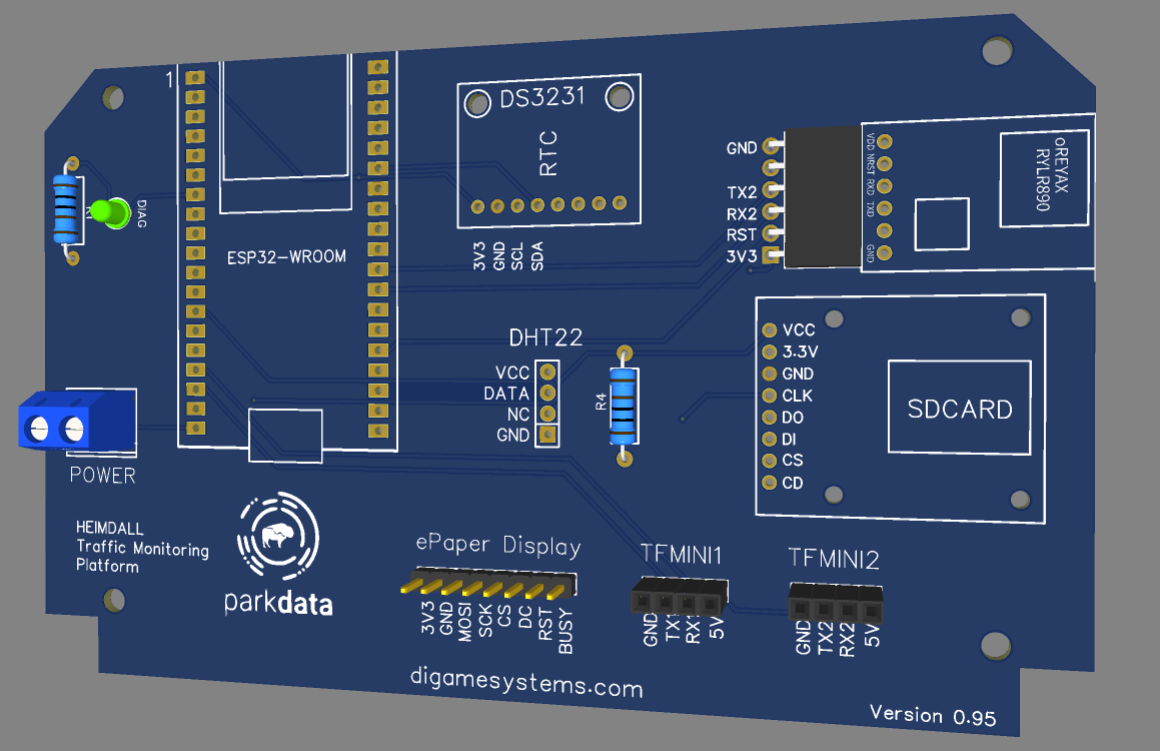 1
DIAG
ESP32-WROOM
DS3231
RTC
3V3
GND
SCL
SDA
GND
TX2
RX2
RST
3V3
VDD
NRST
RXD
TXD
GND
oREYAX
RVLR890
DHT22
VCC
DATA
NC
GND
R4
VCC
3.3V
GND
CLK
DO
DI
CS
CD
SDCARD
POWER
HEIMDALL
Traffic Monitoring
Platform
parkdata
ePaper Display
3V3
GND
MOSI
SCK
CS
DC
RST
BUSY
TFMINI1
GND
TX1
RX1
5V
TFMINI2
GND
TX2
RX2
5V
digamesystems.com
Version 0.95